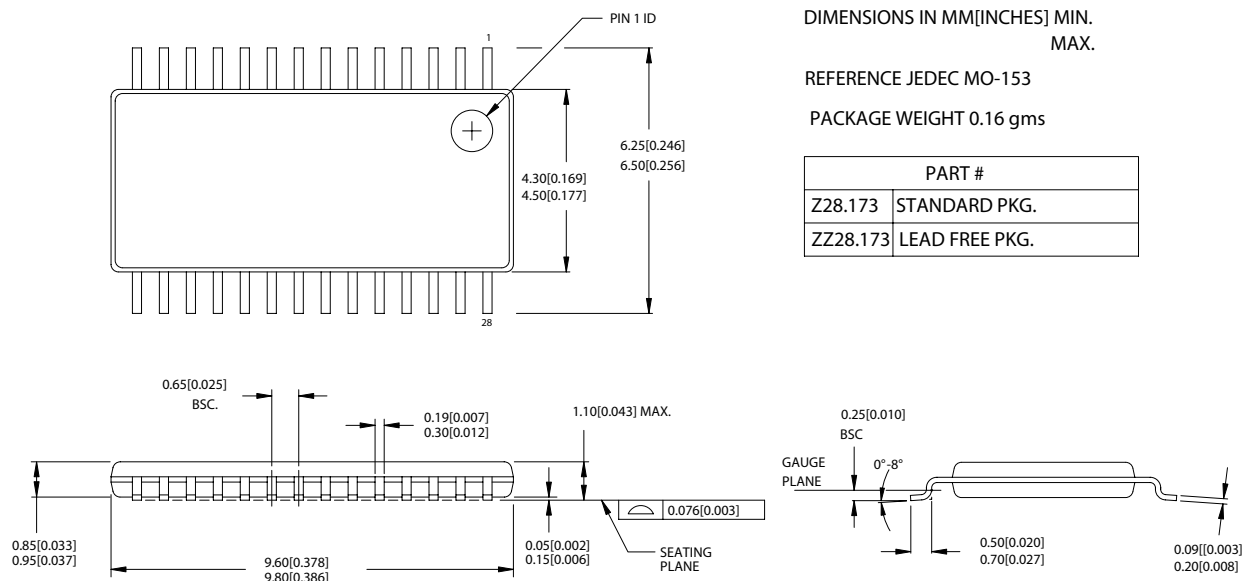 PIN 1 ID
1
DIMENSIONS IN MM[INCHES] MIN.
MAX.
REFERENCE JEDEC MO-153
PACKAGE WEIGHT 0.16 gms
PART #
Z28.173 STANDARD PKG.
ZZ28.173 LEAD FREE PKG.
4.30[0.169]
4.50[0.177]
6.25[0.246]
6.50[0.256]
28
0.65[0.025]
BSC.
0.19[0.007]
0.30[0.012]
1.10[0.043] MAX.
0.25[0.010]
BSC
GAUGE
PLANE
0°-8°
0.076[0.003]
0.85[0.033]
0.95[0.037]
9.60[0.378]
9.80[0.386]
0.05[0.002]
0.15[0.006]
SEATING
PLANE
0.50[0.020]
0.70[0.027]
0.09[[0.003]
0.20[0.008]